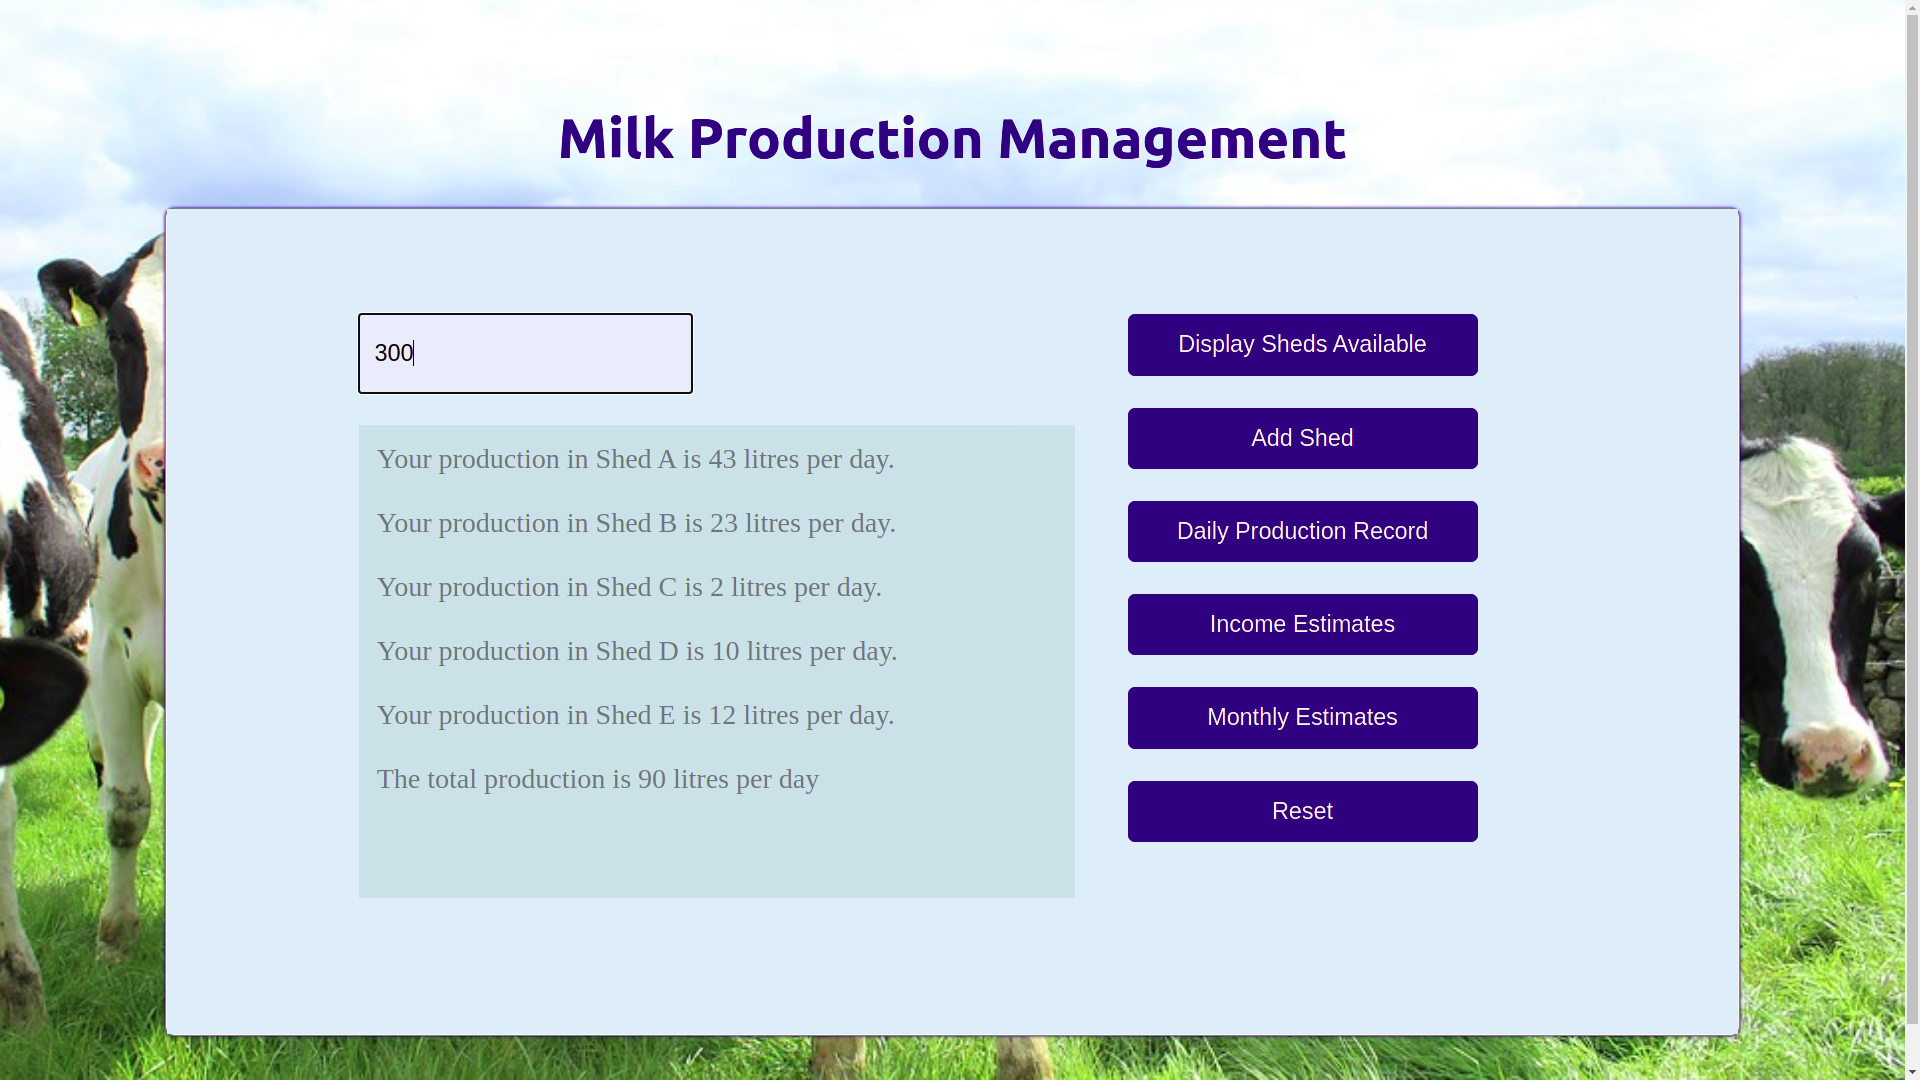 Milk Production Management
300
Your production in Shed A is 43 litres per day.
Your production in Shed B is 23 litres per day.
Your production in Shed C is 2 litres per day.
Your production in Shed D is 10 litres per day.
Your production in Shed E is 12 litres per day.
The total production is 90 litres per day
Display Sheds Available
Add Shed
Daily Production Record
Income Estimates
Monthly Estimates
Reset